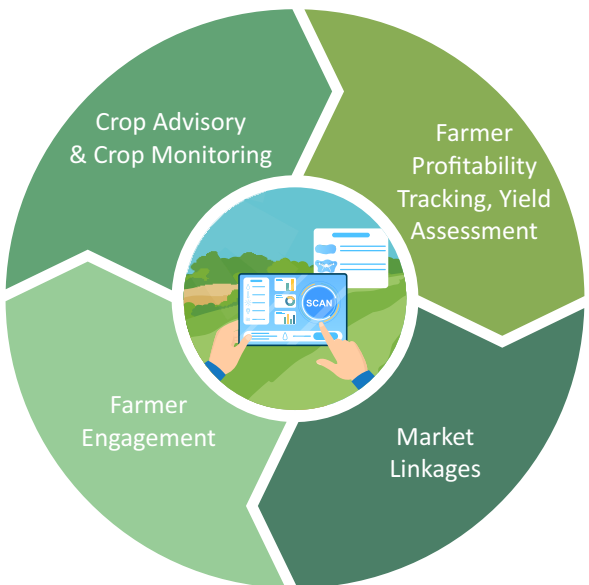 Crop Advisory
& Crop Monitoring
Farmer
Profitability
Tracking, Yield
Assessment
SCAN
Farmer
Engagement
Market
Linkages